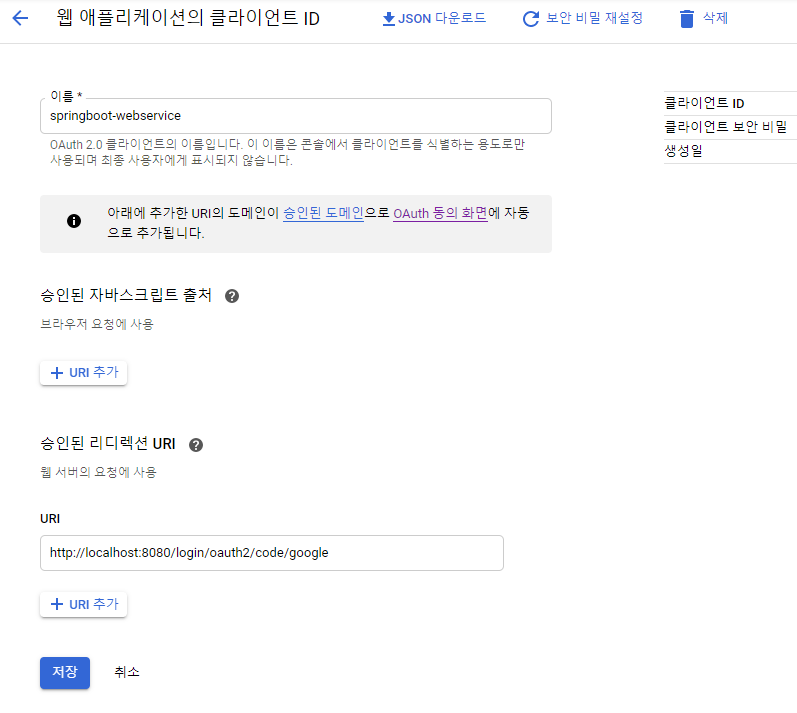 웹 애플리케이션의 클라이언트 ID
JSON 다운로드
보안 비밀 재설정
삭제
이름 *
springboot-webservice
OAuth 2.0 클라이언트의 이름입니다. 이 이름은 콘솔에서 클라이언트를 식별하는 용도로만
사용되며 최종 사용자에게 표시되지 않습니다.
클라이언트 ID
클라이언트 보안 비밀
생성일
아래에 추가한 URI의 도메인이 승인된 도메인으로 OAuth 동의 화면에 자동
으로 추가됩니다.
승인된 자바스크립트 출처
브라우저 요청에 사용
+ URI 추가
승인된 리디렉션 URI
웹 서버의 요청에 사용
URI
http://localhost:8080/login/oauth2/code/google
+ URI 추가
저장
취소